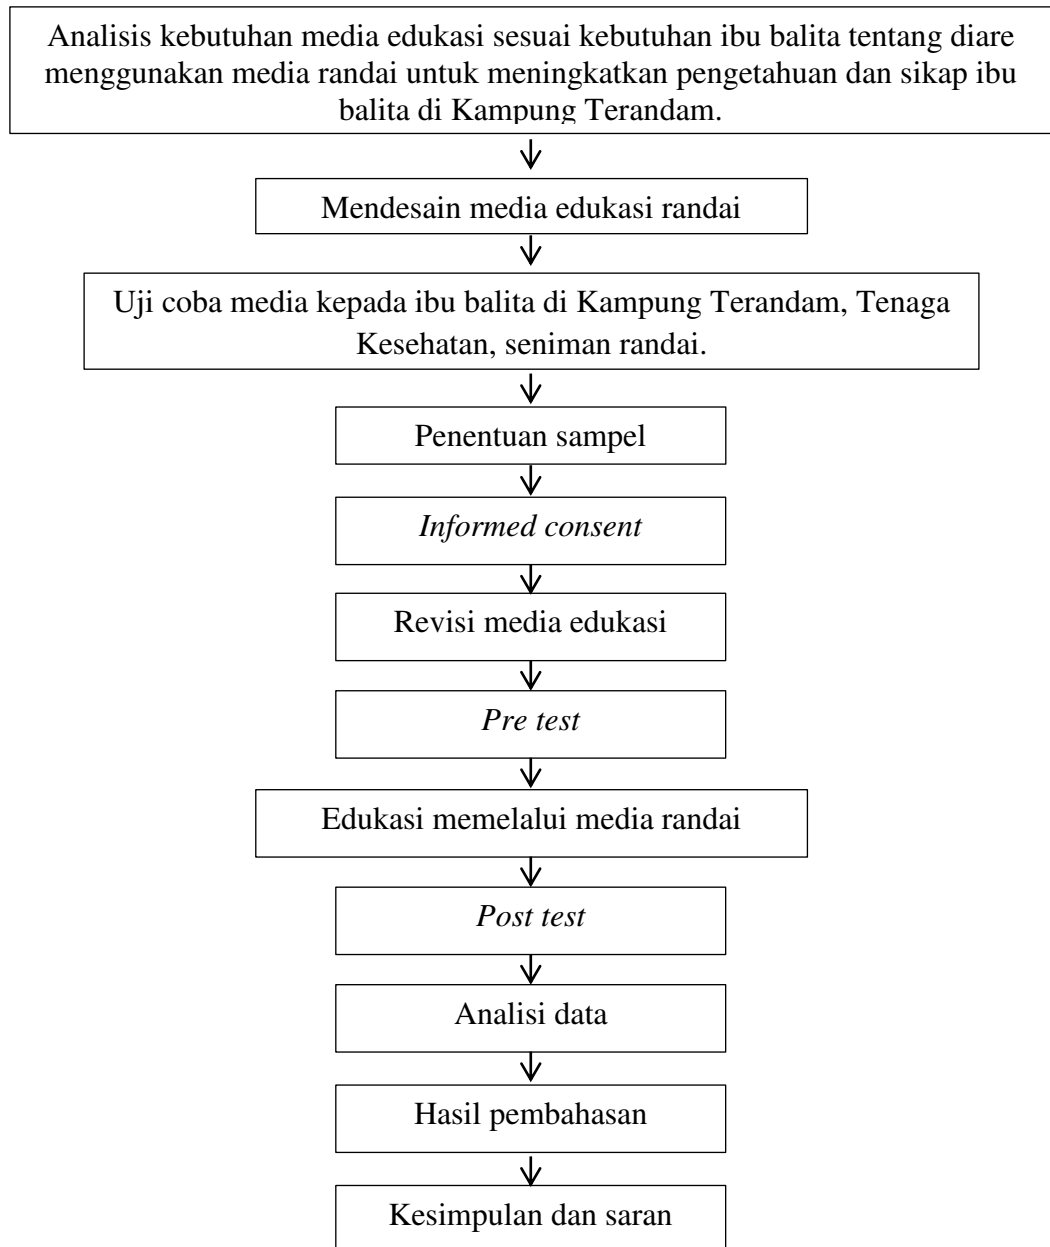 Analisis kebutuhan media edukasi sesuai kebutuhan ibu balita tentang diare
menggunakan media randai untuk meningkatkan pengetahuan dan sikap ibu
balita di Kampung Terandam.
Mendesain media edukasi randai
Uji coba media kepada ibu balita di Kampung Terandam, Tenaga
Kesehatan, seniman randai.
Penentuan sampel
Informed consent
Revisi media edukasi
Pre test
Edukasi memelalui media randai
Post test
Analisi data
Hasil pembahasan
Kesimpulan dan saran